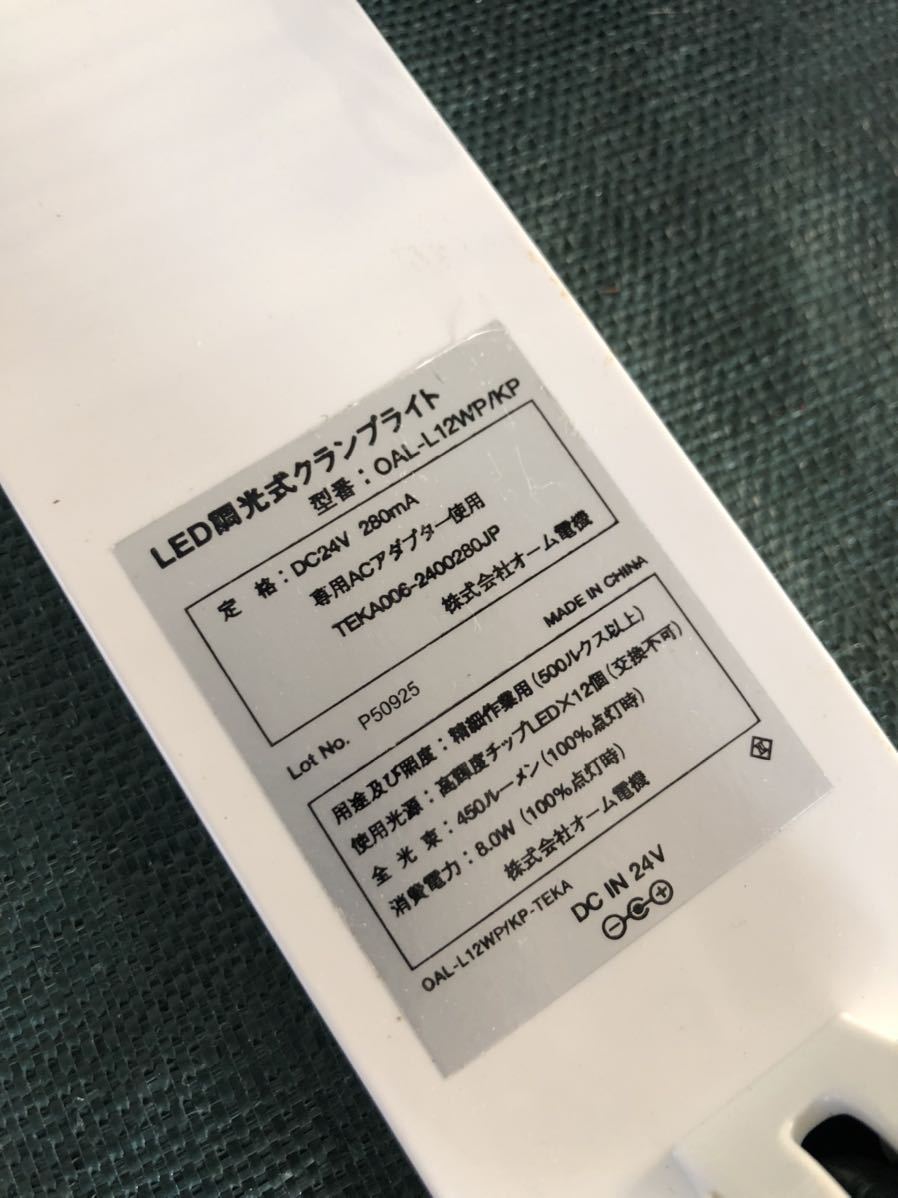 LED調光式クランプライト
型番：OAL-L12WP/KP
定　格：DC24V 280mA
専用ACアダプター使用
TEKA006-2400280JP
株式会社オーム電機
MADE IN CHINA
Lot No. P50925
用途及び照度：精細作業用(500ルクス以上)
使用光源：高輝度チップLED×12個(交換不可)
全 光 束：450ルーメン(100%点灯時)
消費電力：8.0W (100%点灯時)
株式会社オーム電機
OAL-L12WP/KP-TEKA
DC IN 24V